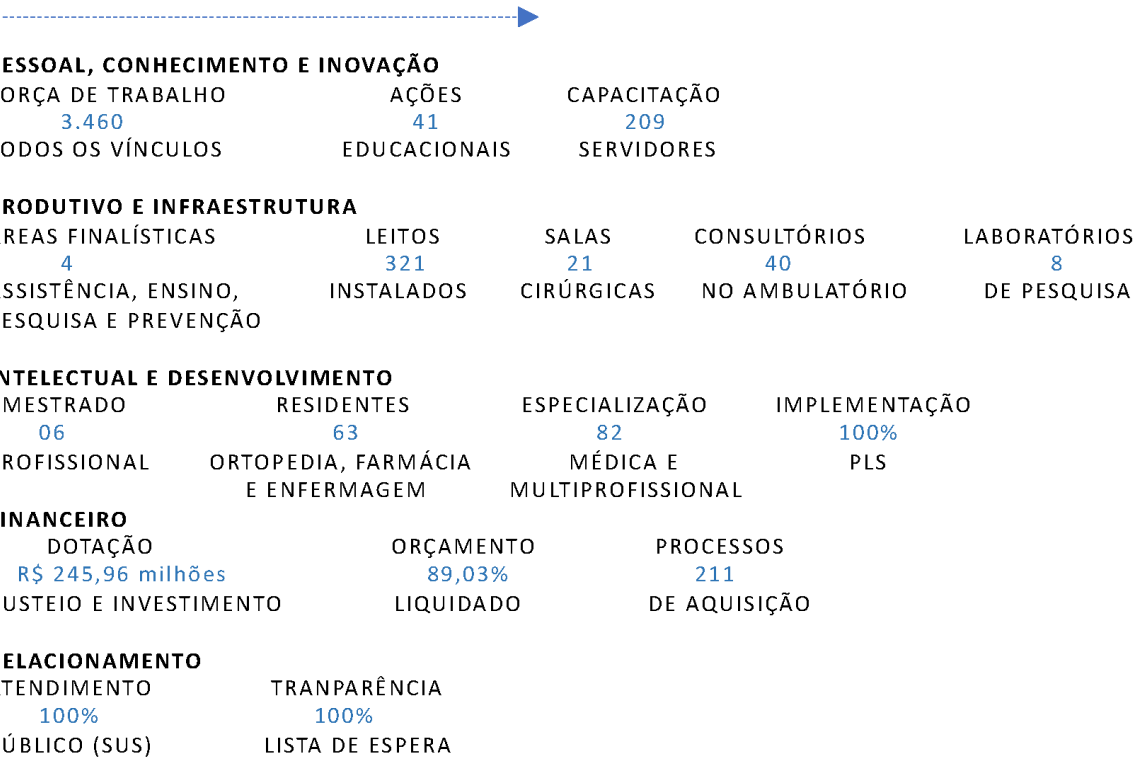 ESSOAL, CONHECIMENTO E INOVAÇÃO
ORÇA DE TRABALHO AÇÕES CAPACITAÇÃO
3.460 41 209
ODOS OS VÍNCULOS EDUCACIONAIS SERVIDORES
RODUTIVO E INFRAESTRUTURA
REAS FINALÍSTICAS LEITOS SALAS CONSULTÓRIOS LABORATÓRIOS
4 321 21 40 8
SSISTÊNCIA, ENSINO, INSTALADOS CIRÚRGICAS NO AMBULATÓRIO DE PESQUISA
ESQUISA E PREVENÇÃO
NTELECTUAL E DESENVOLVIMENTO
MESTRADO RESIDENTES ESPECIALIZAÇÃO IMPLEMENTAÇÃO
06 63 82 100%
ROFISSIONAL ORTOPEDIA, FARMÁCIA MÉDICA E PLS
E ENFERMAGEM MULTIPROFISSIONAL
INANCEIRO
DOTAÇÃO ORÇAMENTO PROCESSOS
R$ 245,96 milhões 89,03% 211
USTEIO E INVESTIMENTO LIQUIDADO DE AQUISIÇÃO
ELACIONAMENTO
TENDIMENTO TRANPARÊNCIA
100% 100%
ÚBLICO (SUS) LISTA DE ESPERA